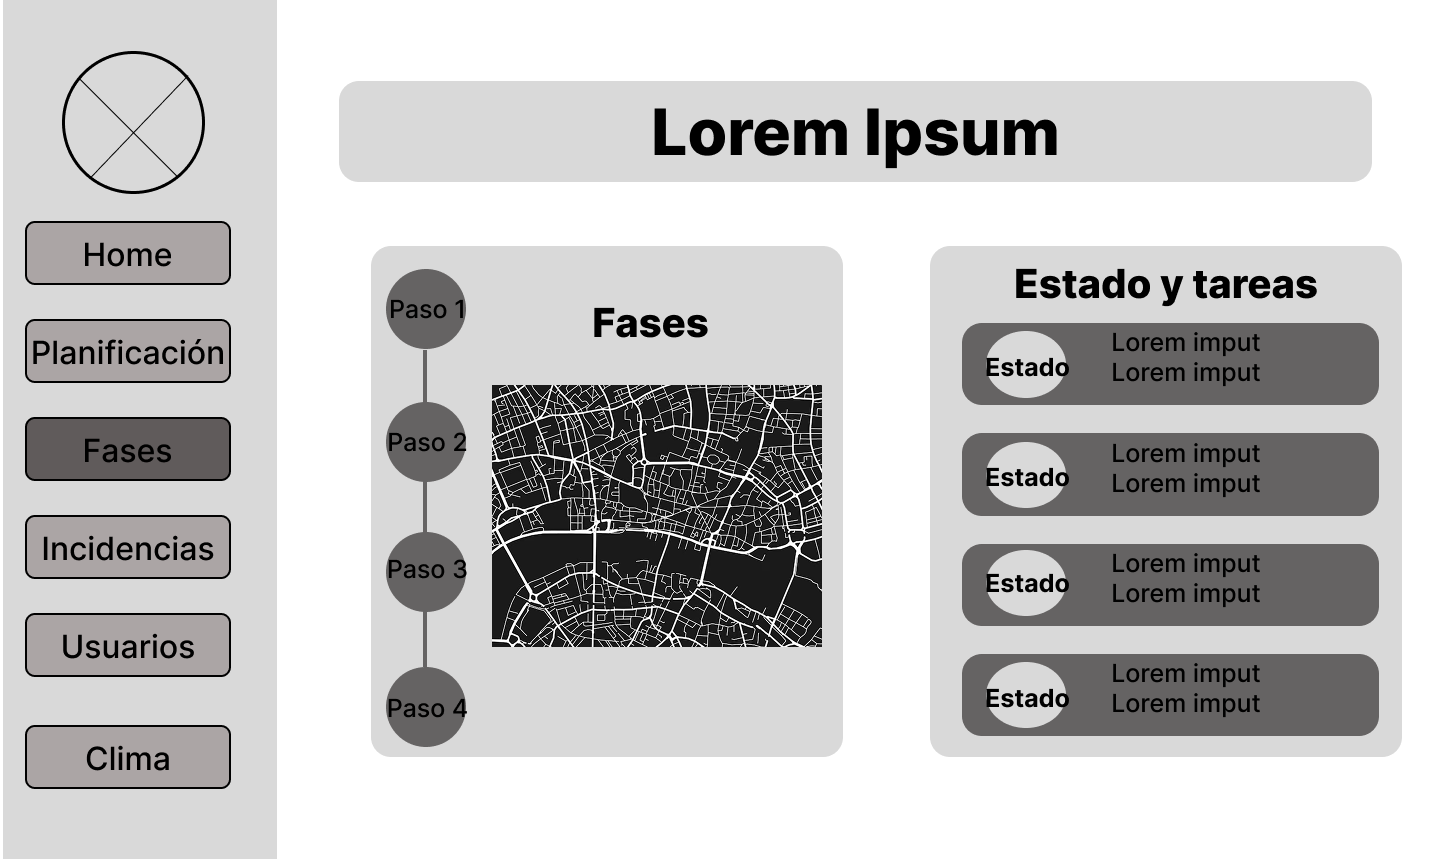 Home
Planificación
Fases
Incidencias
Usuarios
Clima
Lorem Ipsum
Paso 1
Paso 2
Paso 3
Paso 4
Fases
Estado y tareas
Estado
Lorem imput
Lorem imput
Estado
Lorem imput
Lorem imput
Estado
Lorem imput
Lorem imput
Estado
Lorem imput
Lorem imput